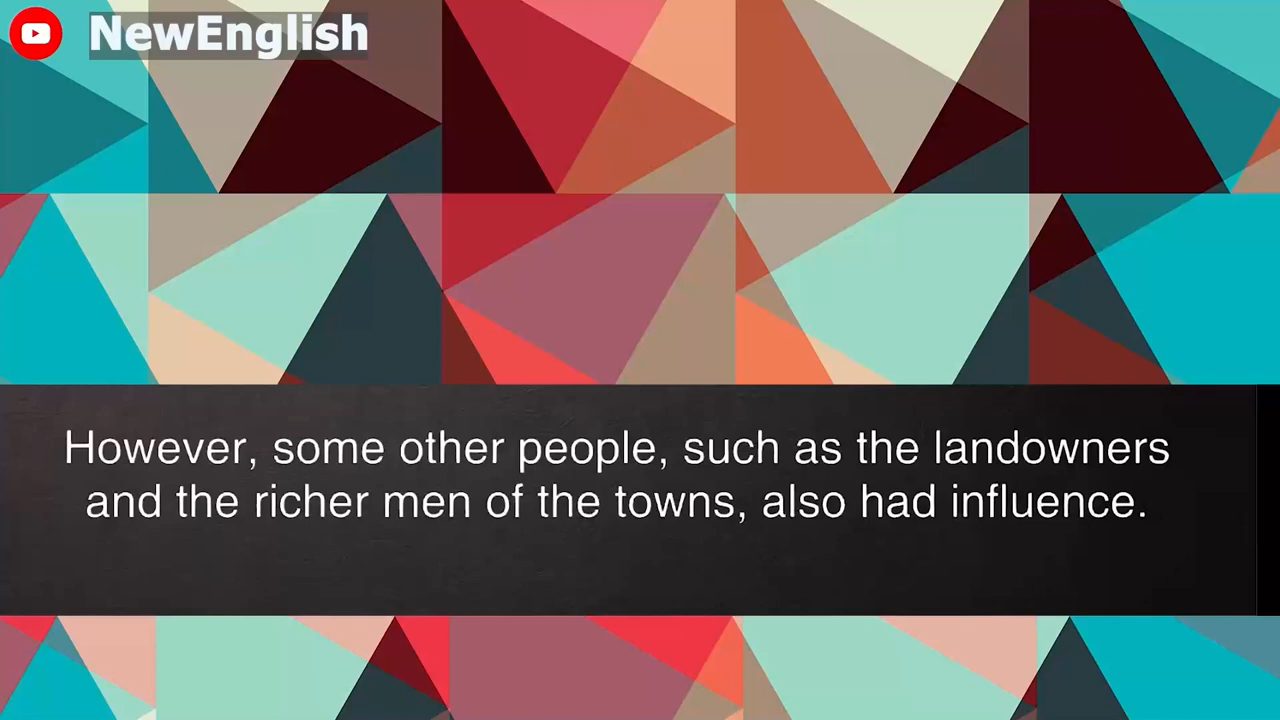 NewEnglish
However, some other people, such as the landowners
and the richer men of the towns, also had influence.